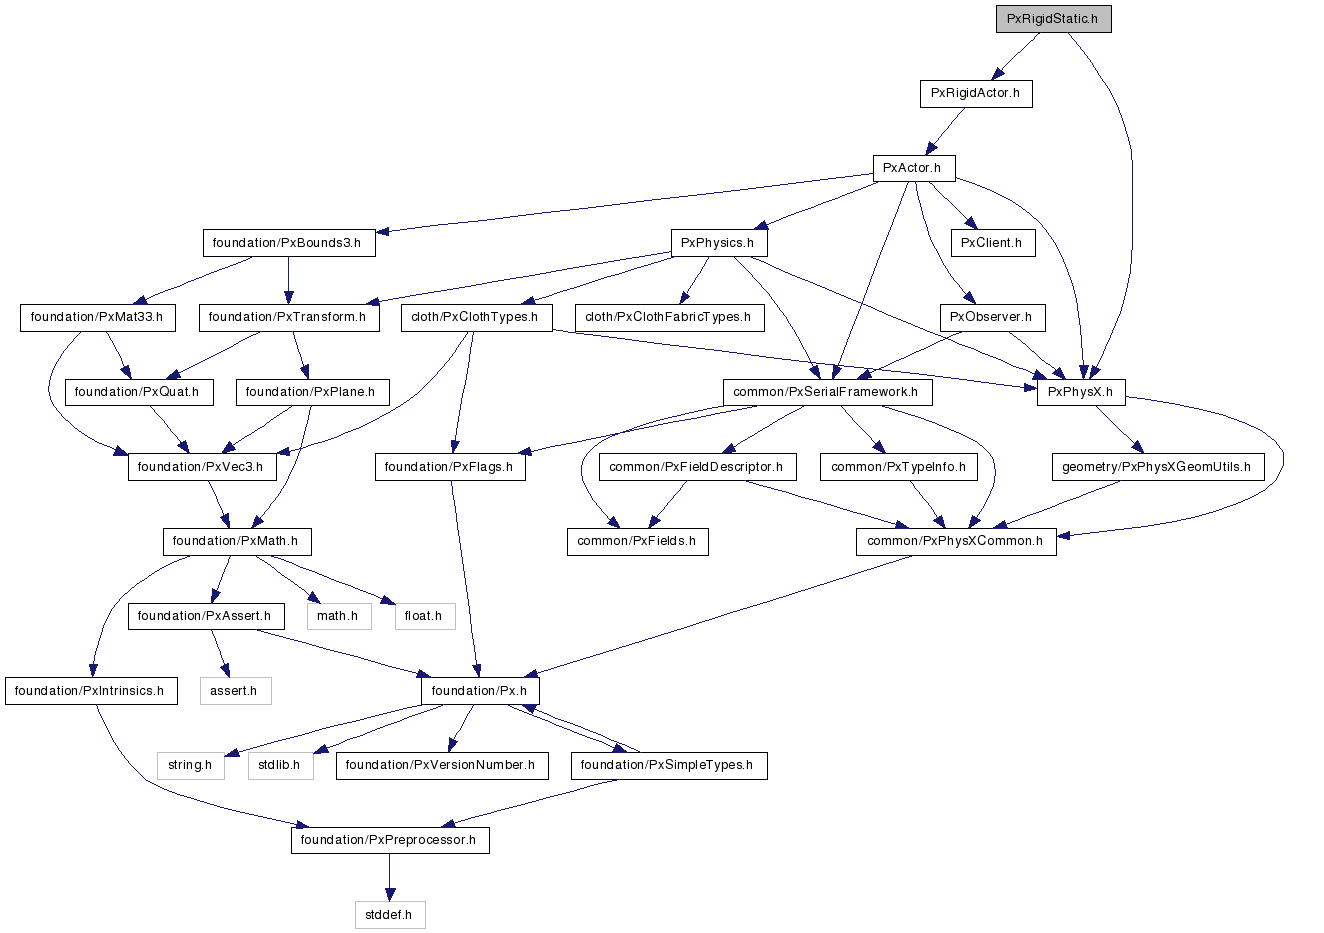 PxRigidStatic.h
PxRigidActor.h
PxActor.h
foundation/PxBounds3.h
PxPhysics.h
PxClient.h
foundation/PxMat33.h
foundation/PxTransform.h
cloth/PxClothTypes.h
cloth/PxClothFabricTypes.h
PxObserver.h
foundation/PxQuat.h
foundation/PxPlane.h
common/PxSerialFramework.h
PxPhysX.h
foundation/PxVec3.h
foundation/PxFlags.h
common/PxFieldDescriptor.h
common/PxTypeInfo.h
geometry/PxPhysXGeomUtils.h
foundation/PxMath.h
common/PxFields.h
common/PxPhysXCommon.h
foundation/PxAssert.h
math.h
float.h
foundation/PxIntrinsics.h
assert.h
foundation/Px.h
string.h
stdlib.h
foundation/PxVersionNumber.h
foundation/PxSimpleTypes.h
foundation/PxPreprocessor.h
stddef.h